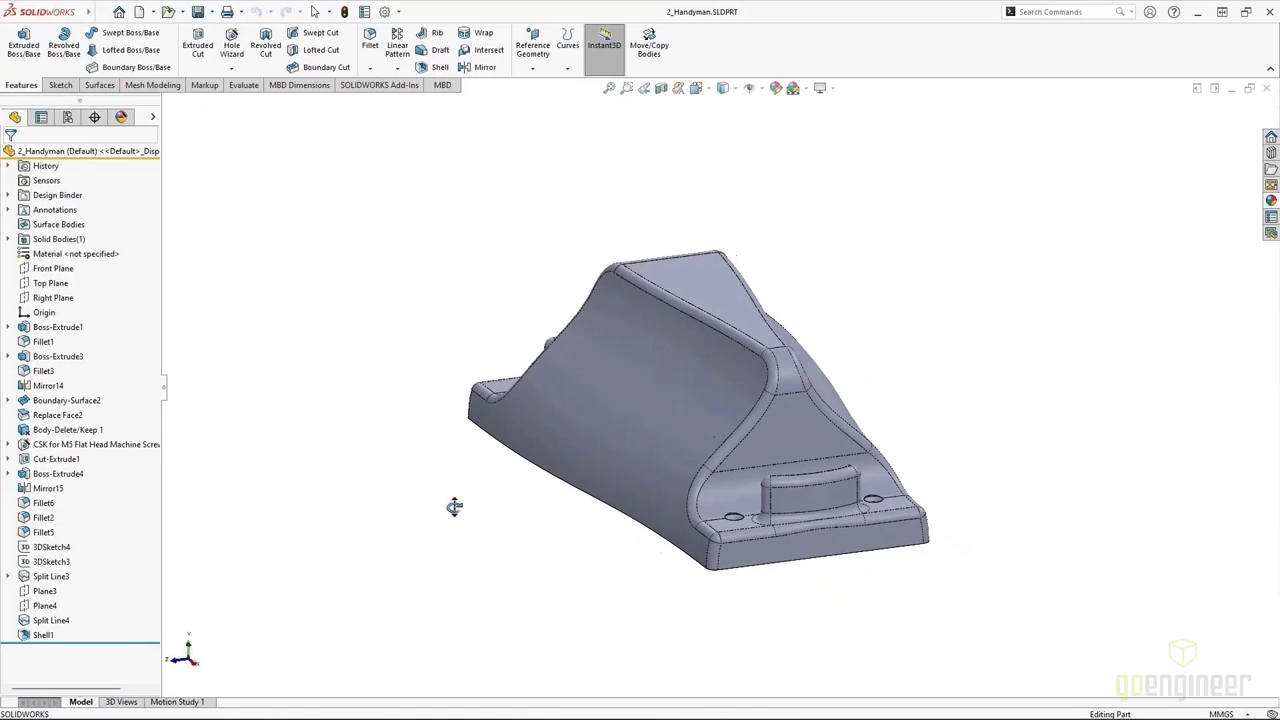 SOLIDWORKS
2_Handyman.SLDPRT
Search Commands
Extruded Boss/Base
Revolved Boss/Base
Swept Boss/Base
Lofted Boss/Base
Boundary Boss/Base
Extruded Cut
Hole Wizard
Revolved Cut
Swept Cut
Lofted Cut
Boundary Cut
Fillet
Linear Pattern
Rib
Draft
Shell
Wrap
Intersect
Mirror
Reference Geometry
Curves
Instant3D
Move/Copy Bodies
Features
Sketch
Surfaces
Mesh Modeling
Markup
Evaluate
MBD Dimensions
SOLIDWORKS Add-Ins
MBD
2_Handyman (Default) <<Default>_Disp
History
Sensors
Design Binder
Annotations
Surface Bodies
Solid Bodies(1)
Material <not specified>
Front Plane
Top Plane
Right Plane
Origin
Boss-Extrude1
Fillet1
Boss-Extrude3
Fillet3
Mirror14
Boundary-Surface2
Replace Face2
Body-Delete/Keep 1
CSK for M5 Flat Head Machine Screw
Cut-Extrude1
Boss-Extrude4
Mirror15
Fillet6
Fillet2
Fillet5
3DSketch4
3DSketch3
Split Line3
Plane3
Plane4
Split Line4
Shell1
Y
Z
X
goengineer
Model
3D Views
Motion Study 1
SOLIDWORKS
Editing Part
MMGS